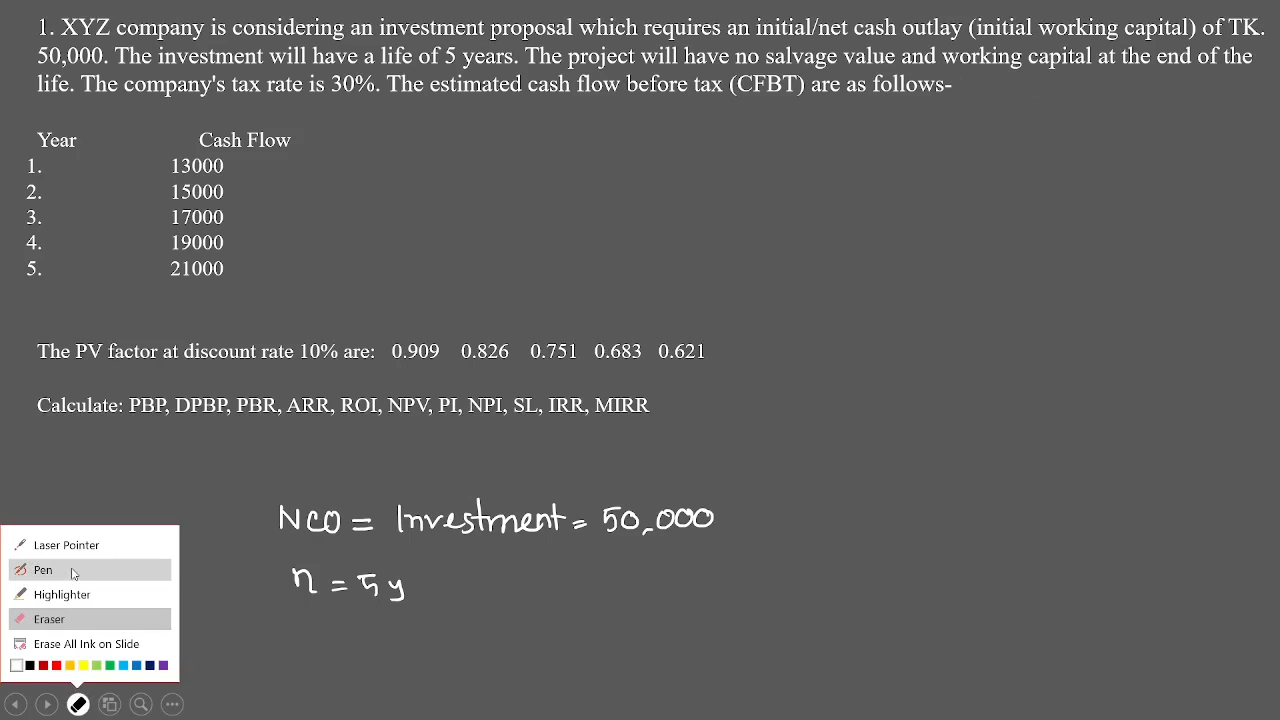 1. XYZ company is considering an investment proposal which requires an initial/net cash outlay (initial working capital) of TK.
50,000. The investment will have a life of 5 years. The project will have no salvage value and working capital at the end of the
life. The company's tax rate is 30%. The estimated cash flow before tax (CFBT) are as follows-
Year Cash Flow
1. 13000
2. 15000
3. 17000
4. 19000
5. 21000
The PV factor at discount rate 10% are: 0.909 0.826 0.751 0.683 0.621
Calculate: PBP, DPBP, PBR, ARR, ROI, NPV, PI, NPI, SL, IRR, MIRR
NCO = Investment = 50,000
n = 5 y
Laser Pointer
Pen
Highlighter
Eraser
Erase All Ink on Slide